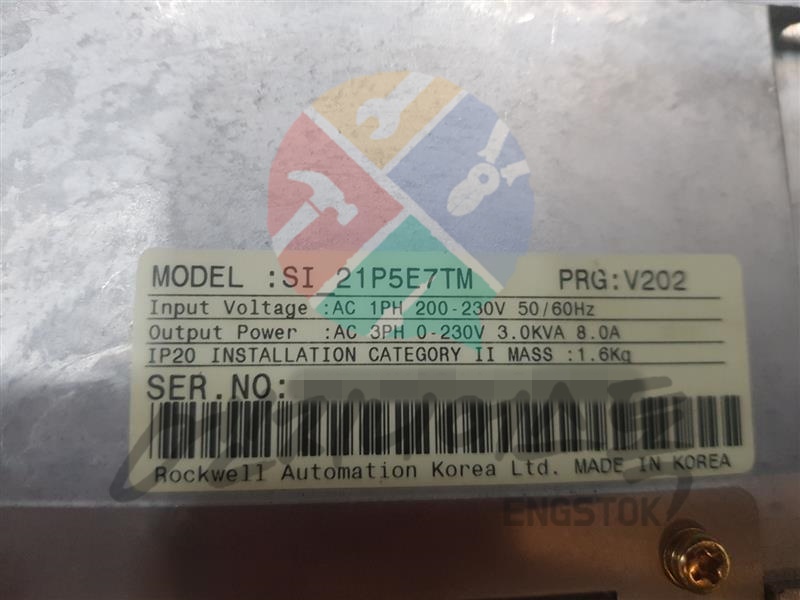 MODEL :SI_21P5E7TM PRG:V202
Input Voltage :AC 1PH 200-230V 50/60Hz
Output Power :AC 3PH 0-230V 3.0KVA 8.0A
IP20 INSTALLATION CATEGORY II MASS :1.6Kg
SER.NO:
Rockwell Automation Korea Ltd. MADE IN KOREA
ENGSTOK